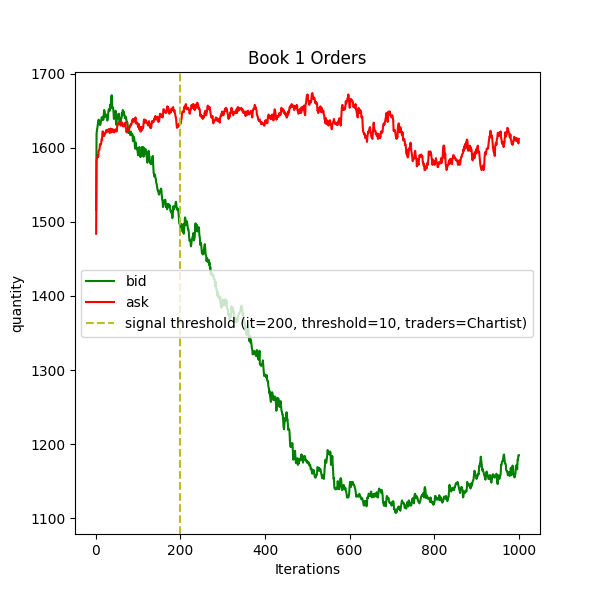 Book 1 Orders
1700
1600
1500
1400
1300
1200
1100
quantity
bid
ask
signal threshold (it=200, threshold=10, traders=Chartist)
0 200 400 600 800 1000
Iterations